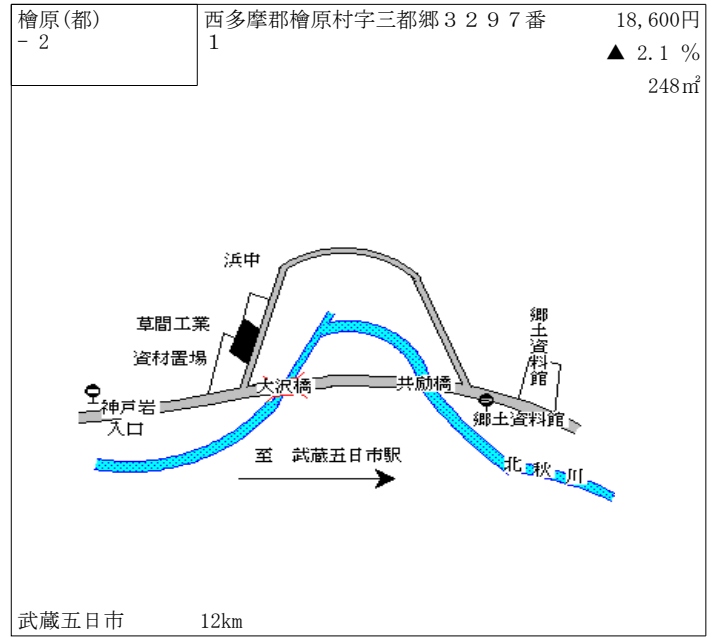 檜原(都)
- 2
西多摩郡檜原村字三都郷３２９７番
１
18,600円
▲ 2.1 %
248㎡
浜中
草間工業
資材置場
郷土資料館
大沢橋
共励橋
神戸岩
入口
郷土資料館
至 武蔵五日市駅
北秋川
武蔵五日市 12km